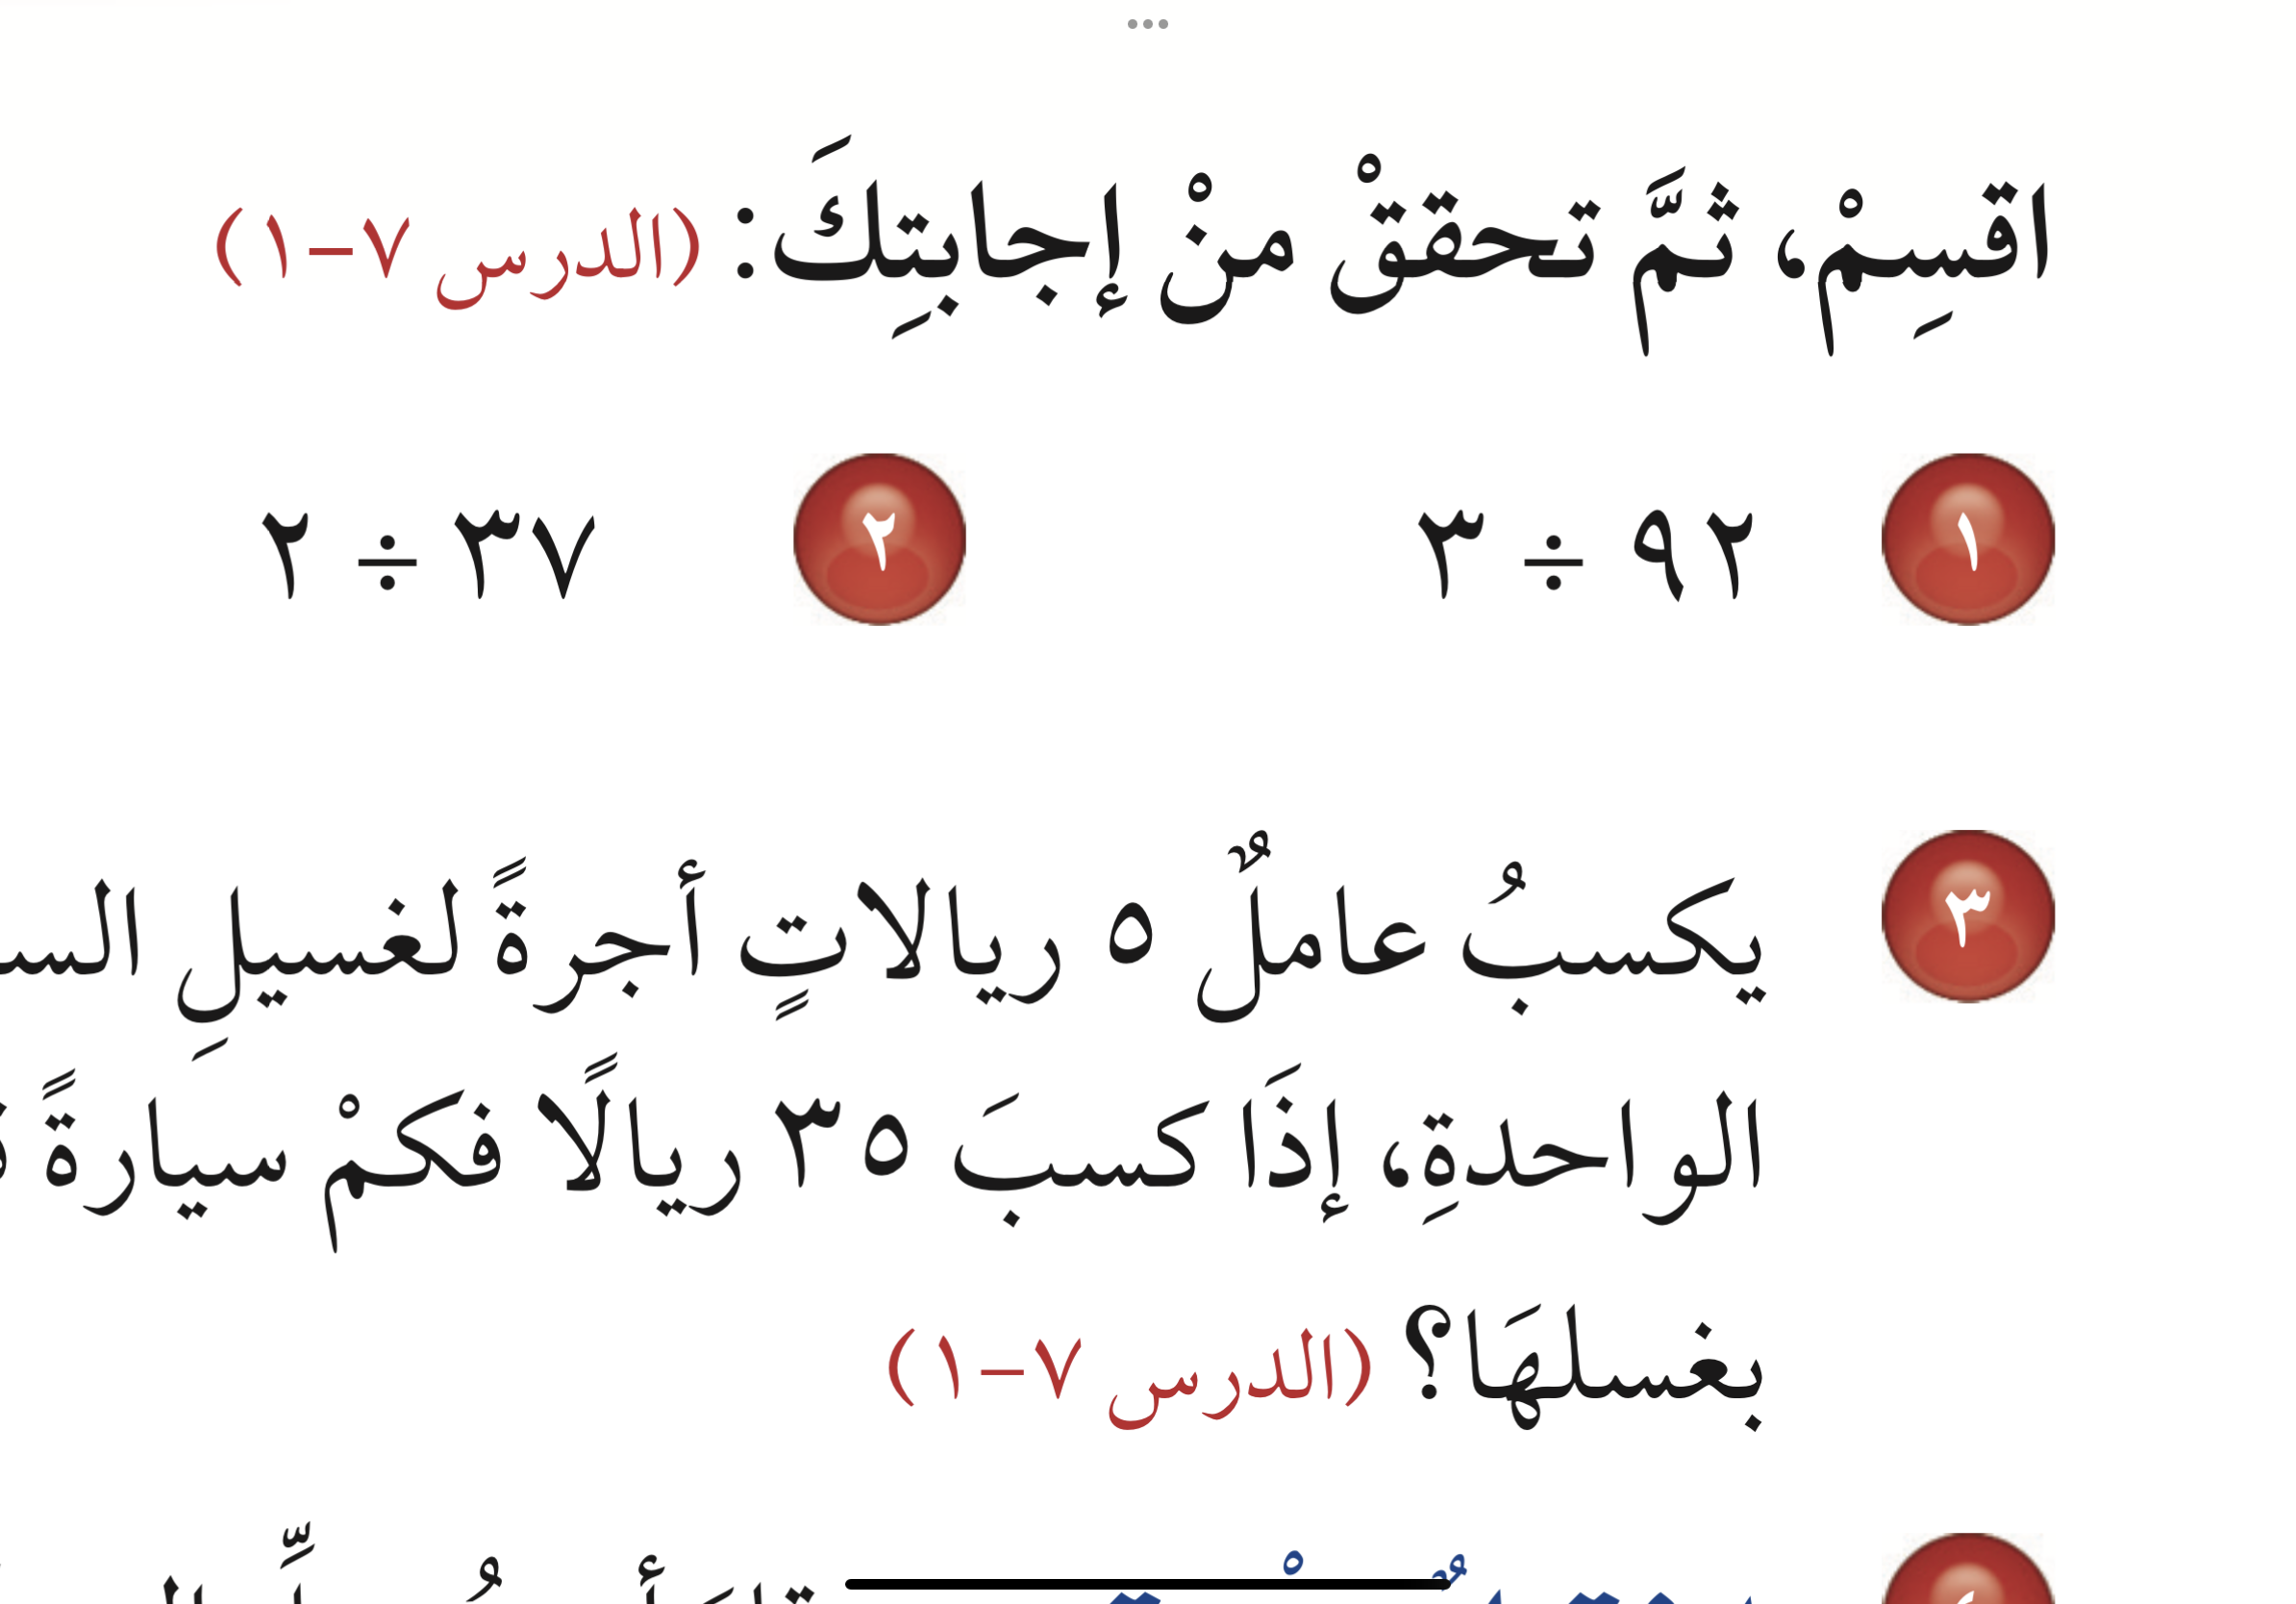 اقسِمْ، ثمَّ تحققْ منْ إجابتِكَ: (الدرس ٧–١)
١ ٩٢ ÷ ٣ ٢ ٣٧ ÷ ٢
٣ يكسبُ عاملٌ ٥ ريالاتٍ أجرةً لغسيلِ
الواحدةِ، إذَا كسبَ ٣٥ ريالًا فكمْ سيارةً
بغسلهَا؟ (الدرس ٧–١)